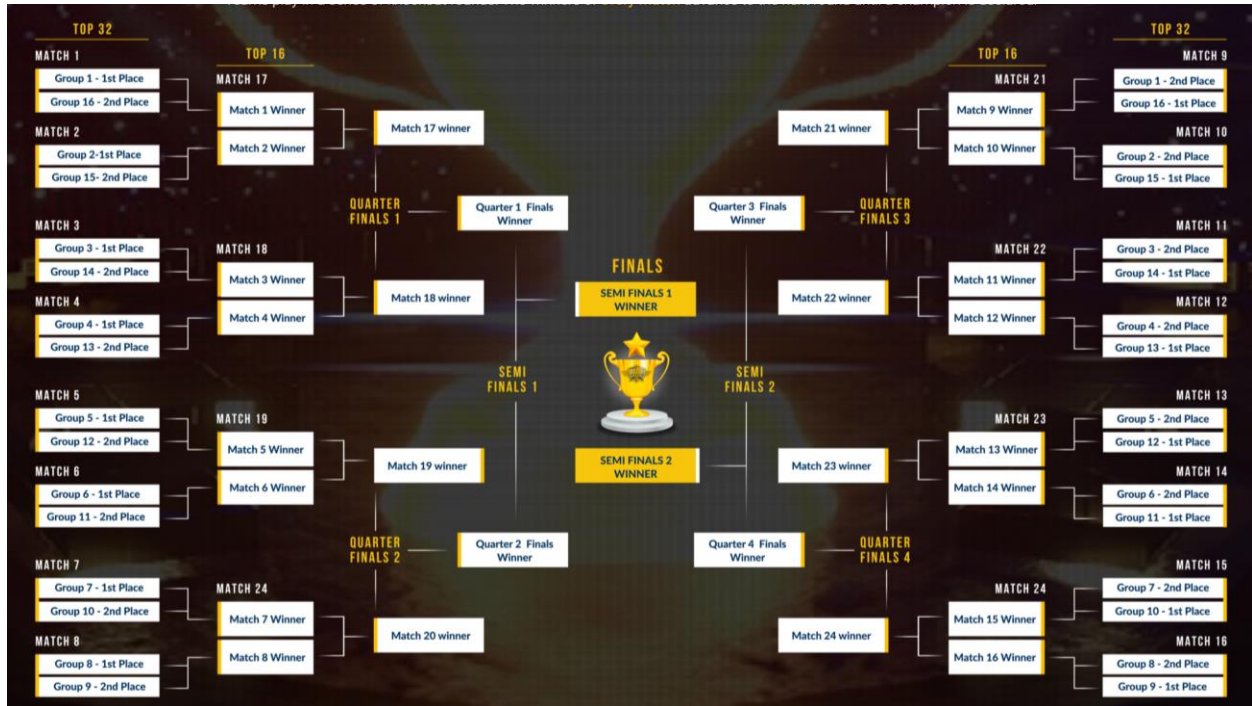 TOP 32
MATCH 1
Group 1 - 1st Place
Group 16 - 2nd Place
MATCH 2
Group 2-1st Place
Group 15- 2nd Place
MATCH 3
Group 3 - 1st Place
Group 14 - 2nd Place
MATCH 4
Group 4 - 1st Place
Group 13 - 2nd Place
MATCH 5
Group 5 - 1st Place
Group 12 - 2nd Place
MATCH 6
Group 6 - 1st Place
Group 11 - 2nd Place
MATCH 7
Group 7 - 1st Place
Group 10 - 2nd Place
MATCH 8
Group 8 - 1st Place
Group 9 - 2nd Place
TOP 16
MATCH 17
Match 1 Winner
Match 2 Winner
MATCH 18
Match 3 Winner
Match 4 Winner
MATCH 19
Match 5 Winner
Match 6 Winner
MATCH 24
Match 7 Winner
Match 8 Winner
Match 17 winner
QUARTER
FINALS 1
Match 18 winner
Match 19 winner
QUARTER
FINALS 2
Match 20 winner
Quarter 1 Finals
Winner
SEMI
FINALS 1
Quarter 2 Finals
Winner
FINALS
SEMI FINALS 1
WINNER
SEMI FINALS 2
WINNER
Quarter 3 Finals
Winner
SEMI
FINALS 2
Quarter 4 Finals
Winner
Match 21 winner
QUARTER
FINALS 3
Match 22 winner
Match 23 winner
QUARTER
FINALS 4
Match 24 winner
TOP 16
MATCH 21
Match 9 Winner
Match 10 Winner
MATCH 22
Match 11 Winner
Match 12 Winner
MATCH 23
Match 13 Winner
Match 14 Winner
MATCH 24
Match 15 Winner
Match 16 Winner
TOP 32
MATCH 9
Group 1 - 2nd Place
Group 16 - 1st Place
MATCH 10
Group 2 - 2nd Place
Group 15 - 1st Place
MATCH 11
Group 3 - 2nd Place
Group 14 - 1st Place
MATCH 12
Group 4 - 2nd Place
Group 13 - 1st Place
MATCH 13
Group 5 - 2nd Place
Group 12 - 1st Place
MATCH 14
Group 6 - 2nd Place
Group 11 - 1st Place
MATCH 15
Group 7 - 2nd Place
Group 10 - 1st Place
MATCH 16
Group 8 - 2nd Place
Group 9 - 1st Place